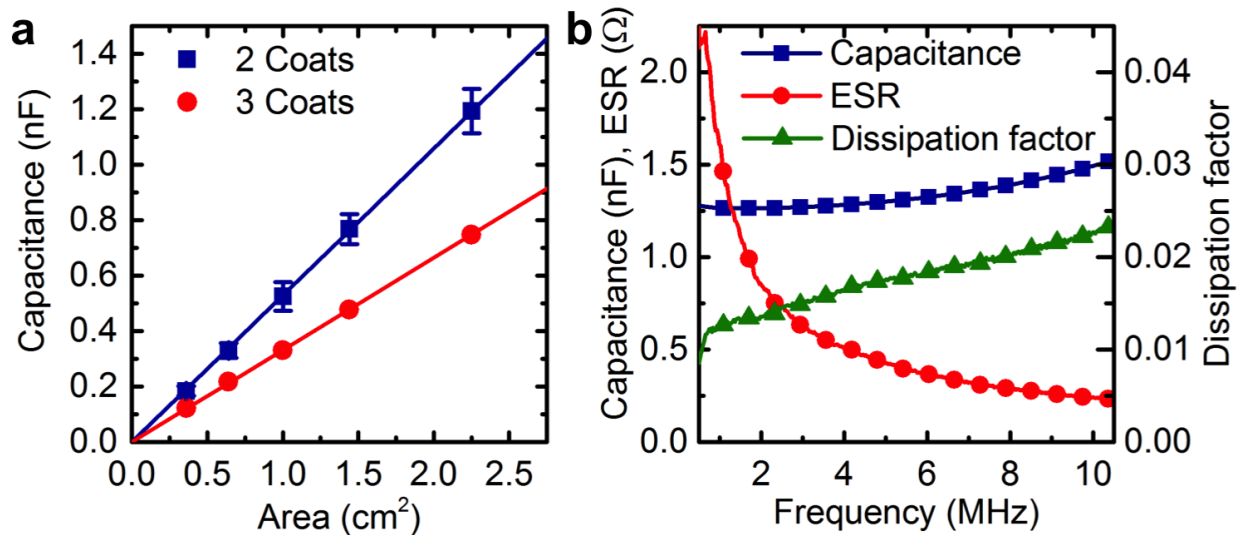 a
Capacitance (nF)
1.4
1.2
1.0
0.8
0.6
0.4
0.2
0.0
2 Coats
3 Coats
0.0 0.5 1.0 1.5 2.0 2.5
Area (cm²)
b
Capacitance (nF), ESR (Ω)
2.0
1.5
1.0
0.5
0.0
Capacitance
ESR
Dissipation factor
0.04
0.03
0.02
0.01
0.00
Dissipation factor
2 4 6 8 10
Frequency (MHz)